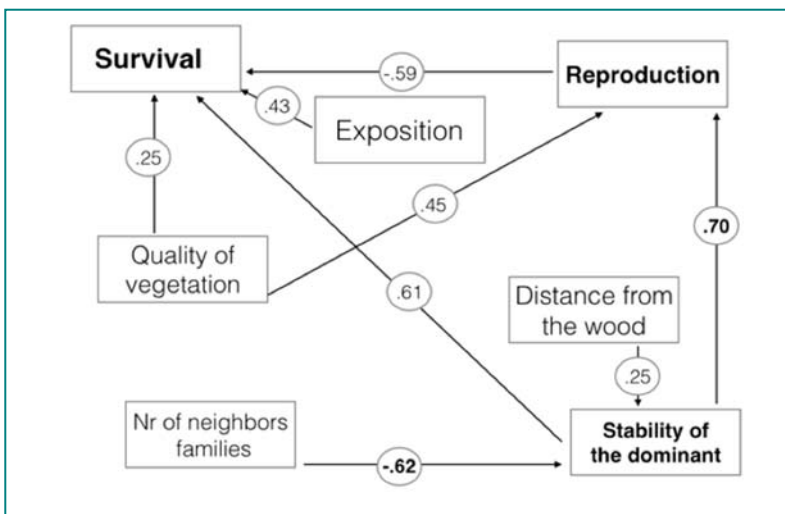 Survival
-.59
Reproduction
.43
Exposition
.25
.45
.70
Quality of
vegetation
.61
Distance from
the wood
.25
Nr of neighbors
families
-.62
Stability of
the dominant